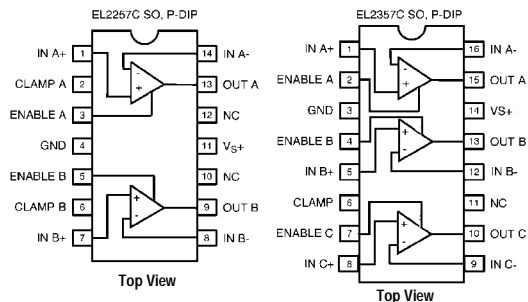 EL2257C SO, P-DIP
IN A+ 1 14 IN A-
CLAMP A 2 13 OUT A
ENABLE A 3 12 NC
GND 4 11 VS+
ENABLE B 5 10 NC
CLAMP B 6 9 OUT B
IN B+ 7 8 IN B-
- +
+ -
Top View
EL2357C SO, P-DIP
IN A+ 1 16 IN A-
ENABLE A 2 15 OUT A
GND 3 14 VS+
ENABLE B 4 13 OUT B
IN B+ 5 12 IN B-
CLAMP 6 11 NC
ENABLE C 7 10 OUT C
IN C+ 8 9 IN C-
- +
+ -
+ -
Top View